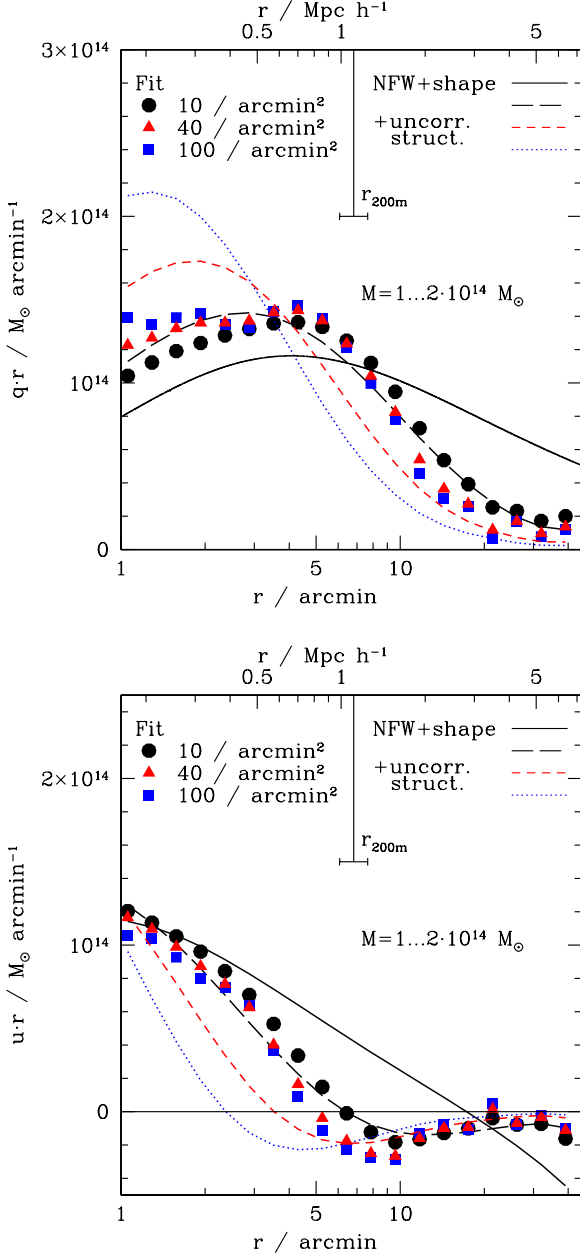 r / Mpc h⁻¹
0.5 1 5
3×10¹⁴
2×10¹⁴
10¹⁴
0
q·r / M☉ arcmin⁻¹
Fit
10 / arcmin²
40 / arcmin²
100 / arcmin²
NFW+shape
+uncorr.
struct.
r200m
M=1...2·10¹⁴ M☉
1 5 10
r / arcmin
r / Mpc h⁻¹
0.5 1 5
2×10¹⁴
10¹⁴
0
u·r / M☉ arcmin⁻¹
Fit
10 / arcmin²
40 / arcmin²
100 / arcmin²
NFW+shape
+uncorr.
struct.
r200m
M=1...2·10¹⁴ M☉
1 5 10
r / arcmin